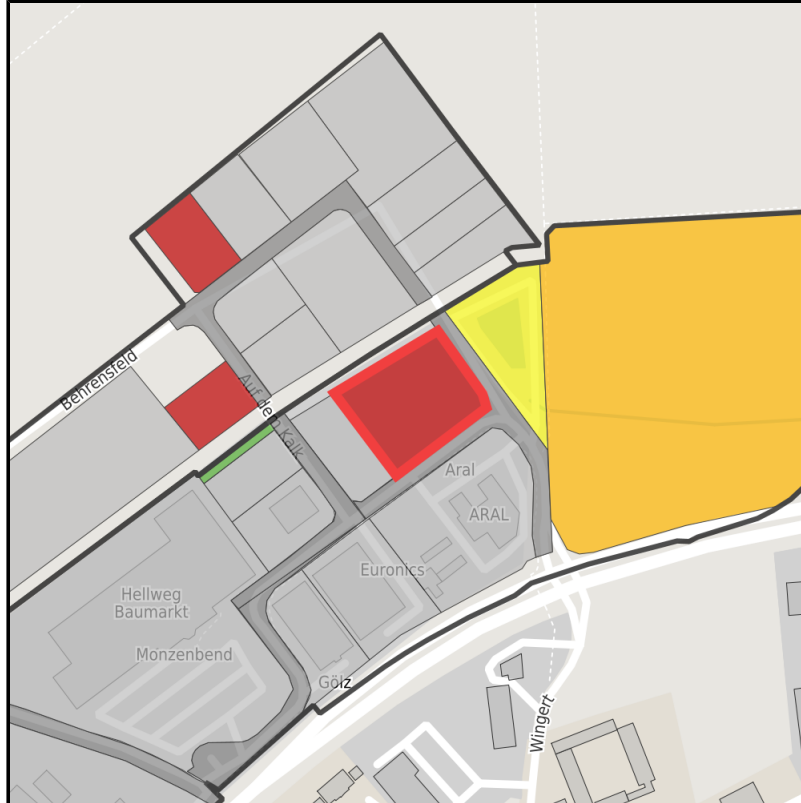 Behrensfeld
Auf dem Kalk
Aral
ARAL
Euronics
Hellweg
Baumarkt
Monzenbend
Gölz
Wingert